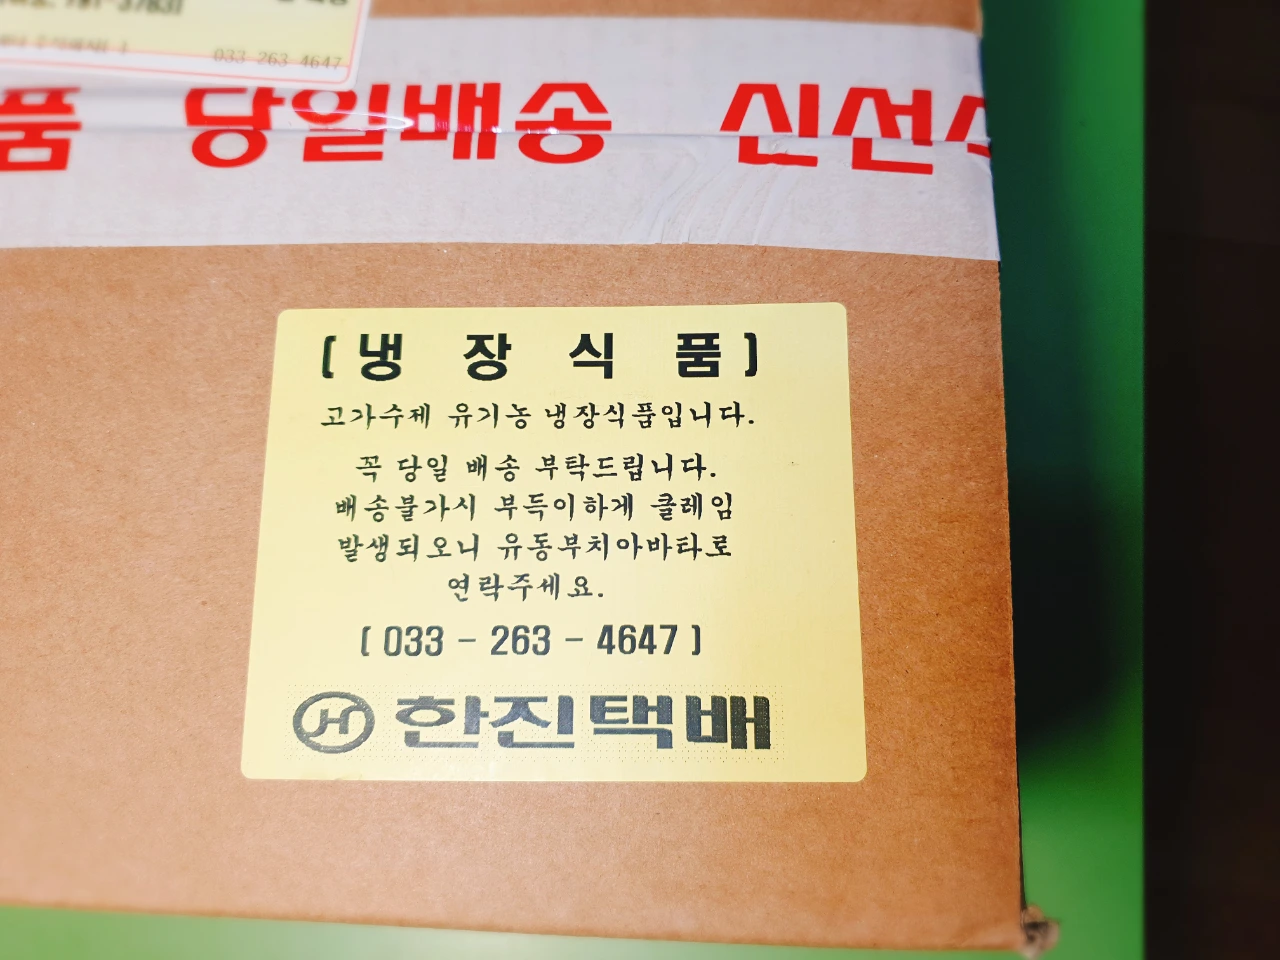 033 263 4647
품 당일배송 신선
[냉 장 식 품]
고가수제 유기농 냉장식품입니다.
꼭 당일 배송 부탁드립니다.
배송불가시 부득이하게 클레임
발생되오니 유동부치아바타로
연락주세요.
[ 033 - 263 - 4647 ]
한진택배